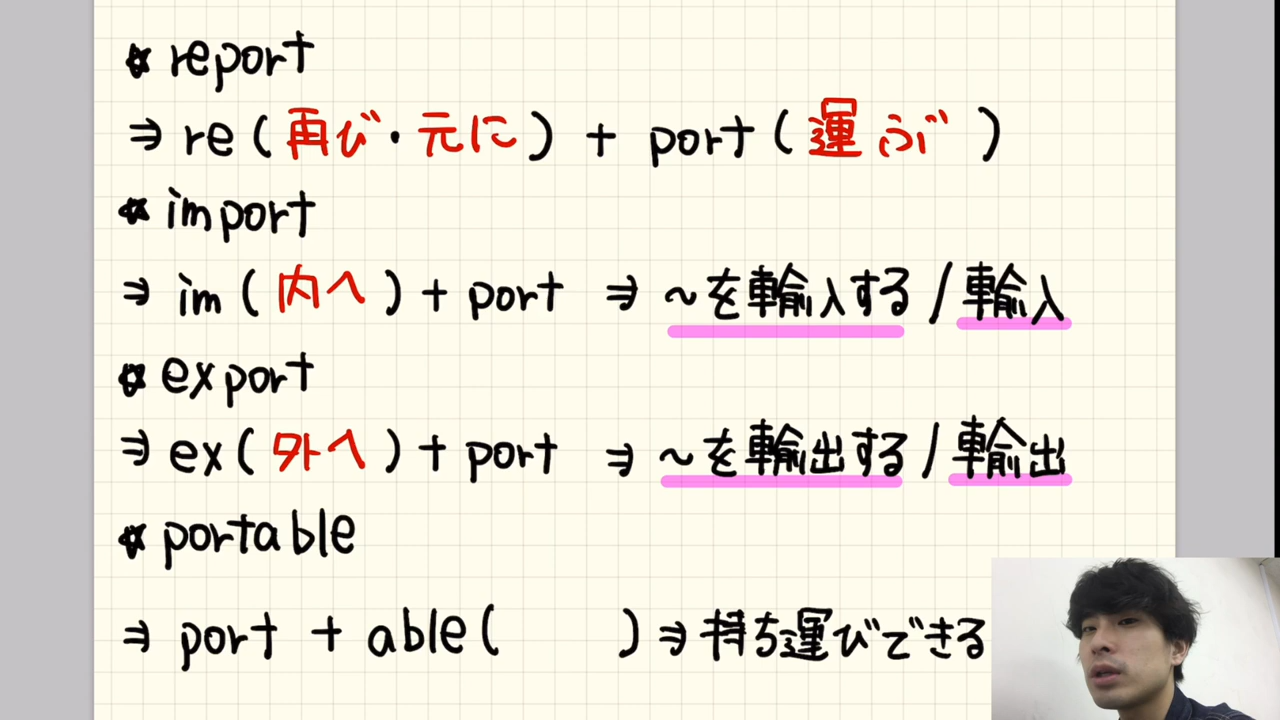 ☆ report
⇒ re(再び・元に) + port(運ぶ)
☆ import
⇒ im(内へ) + port ⇒ ~を輸入する / 輸入
☆ export
⇒ ex(外へ) + port ⇒ ~を輸出する / 輸出
☆ portable
⇒ port + able( ) ⇒ 持ち運びできる